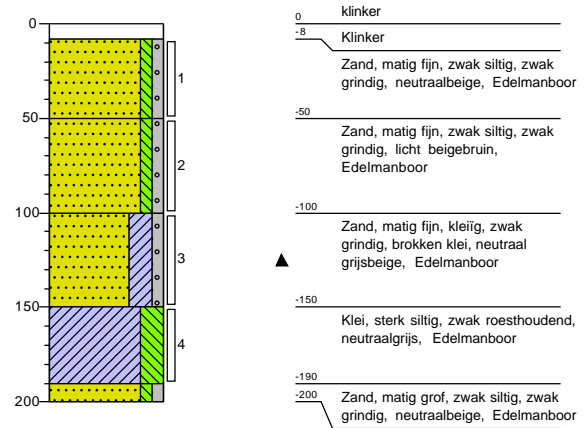 0
50
100
150
200
1
2
3
4
klinker
0
-8
Klinker
Zand, matig fijn, zwak siltig, zwak
grindig, neutraalbeige, Edelmanboor
-50
Zand, matig fijn, zwak siltig, zwak
grindig, licht beigebruin,
Edelmanboor
-100
Zand, matig fijn, kleiïg, zwak
grindig, brokken klei, neutraal
grijsbeige, Edelmanboor
-150
Klei, sterk siltig, zwak roesthoudend,
neutraalgrijs, Edelmanboor
-190
-200
Zand, matig grof, zwak siltig, zwak
grindig, neutraalbeige, Edelmanboor